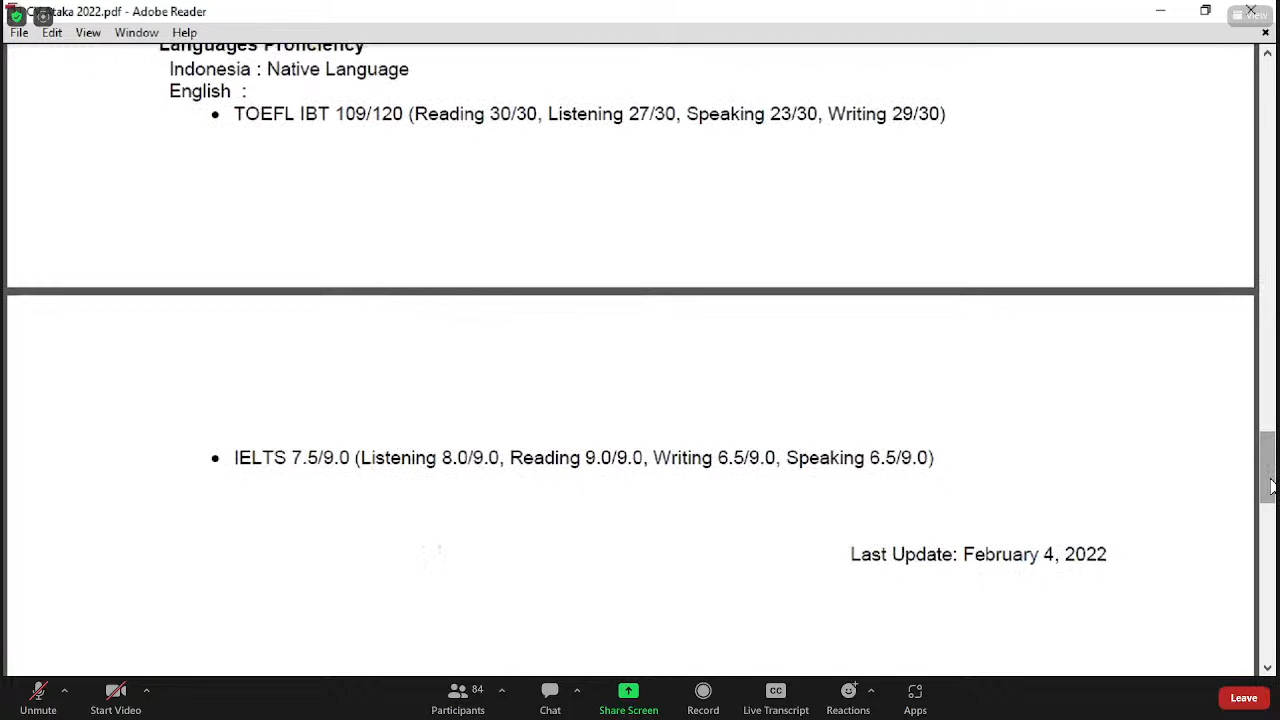 taka 2022.pdf - Adobe Reader
View
File Edit View Window Help
Languages Proficiency
Indonesia : Native Language
English :
• TOEFL IBT 109/120 (Reading 30/30, Listening 27/30, Speaking 23/30, Writing 29/30)
• IELTS 7.5/9.0 (Listening 8.0/9.0, Reading 9.0/9.0, Writing 6.5/9.0, Speaking 6.5/9.0)
Last Update: February 4, 2022
84
Unmute Start Video Participants Chat Share Screen Record Live Transcript Reactions Apps Leave